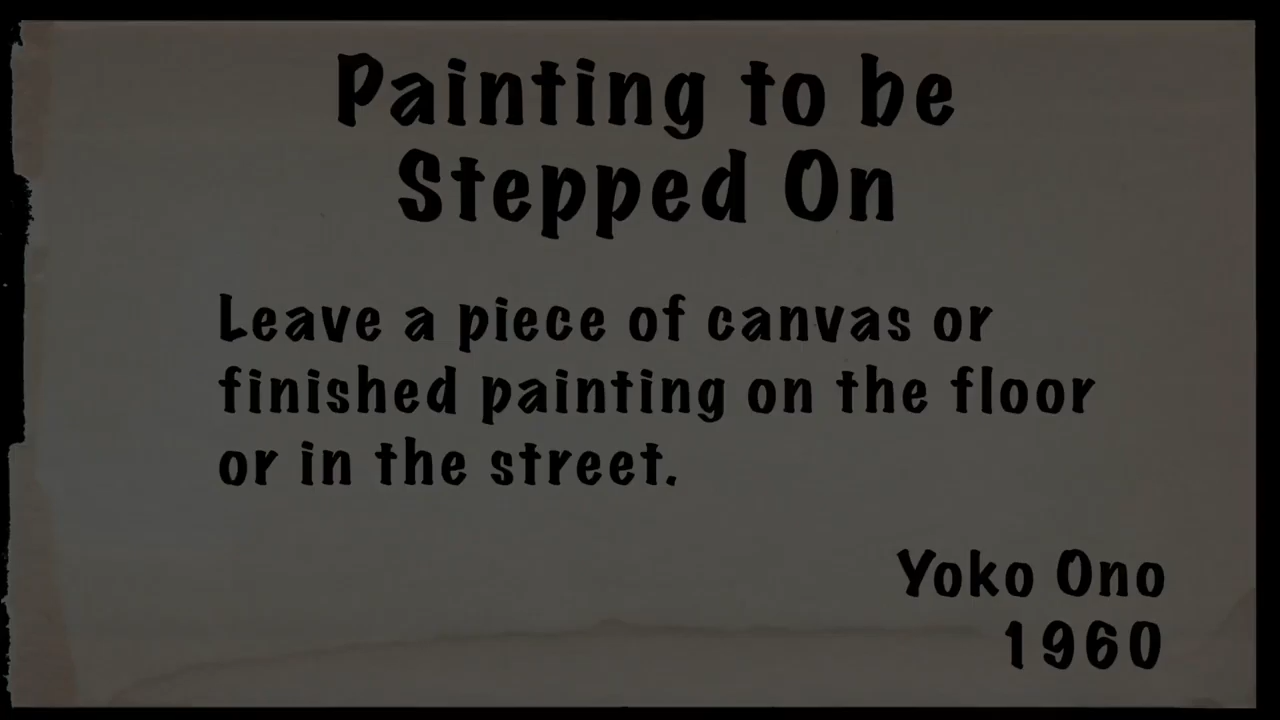 Painting to be
Stepped On
Leave a piece of canvas or
finished painting on the floor
or in the street.
Yoko Ono
1960